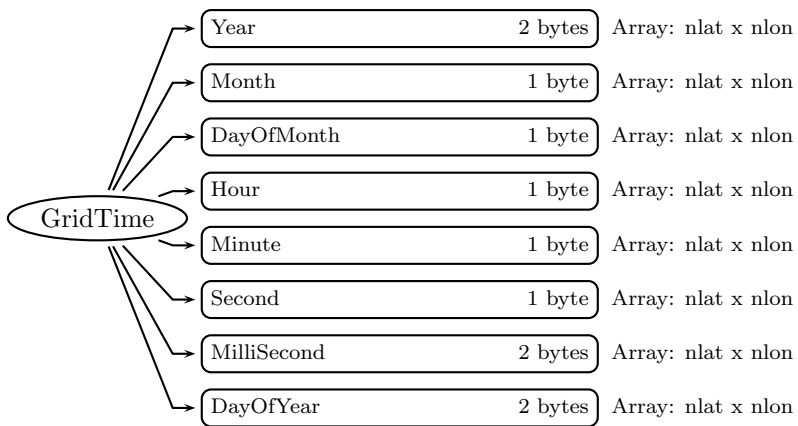 Year 2 bytes Array: nlat x nlon
Month 1 byte Array: nlat x nlon
DayOfMonth 1 byte Array: nlat x nlon
Hour 1 byte Array: nlat x nlon
GridTime
Minute 1 byte Array: nlat x nlon
Second 1 byte Array: nlat x nlon
MilliSecond 2 bytes Array: nlat x nlon
DayOfYear 2 bytes Array: nlat x nlon